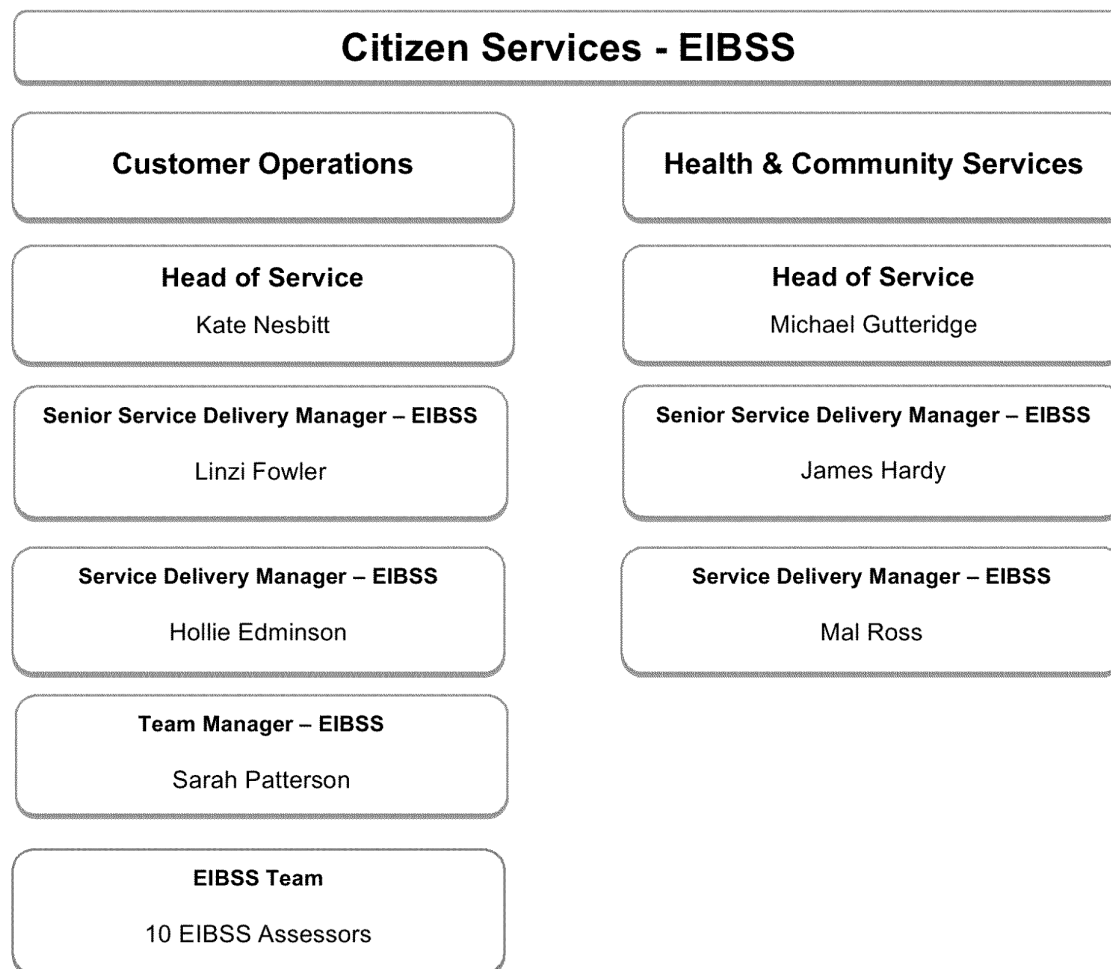 Citizen Services - EIBSS
Customer Operations
Health & Community Services
Head of Service
Kate Nesbitt
Head of Service
Michael Gutteridge
Senior Service Delivery Manager – EIBSS
Linzi Fowler
Senior Service Delivery Manager – EIBSS
James Hardy
Service Delivery Manager – EIBSS
Hollie Edminson
Service Delivery Manager – EIBSS
Mal Ross
Team Manager – EIBSS
Sarah Patterson
EIBSS Team
10 EIBSS Assessors